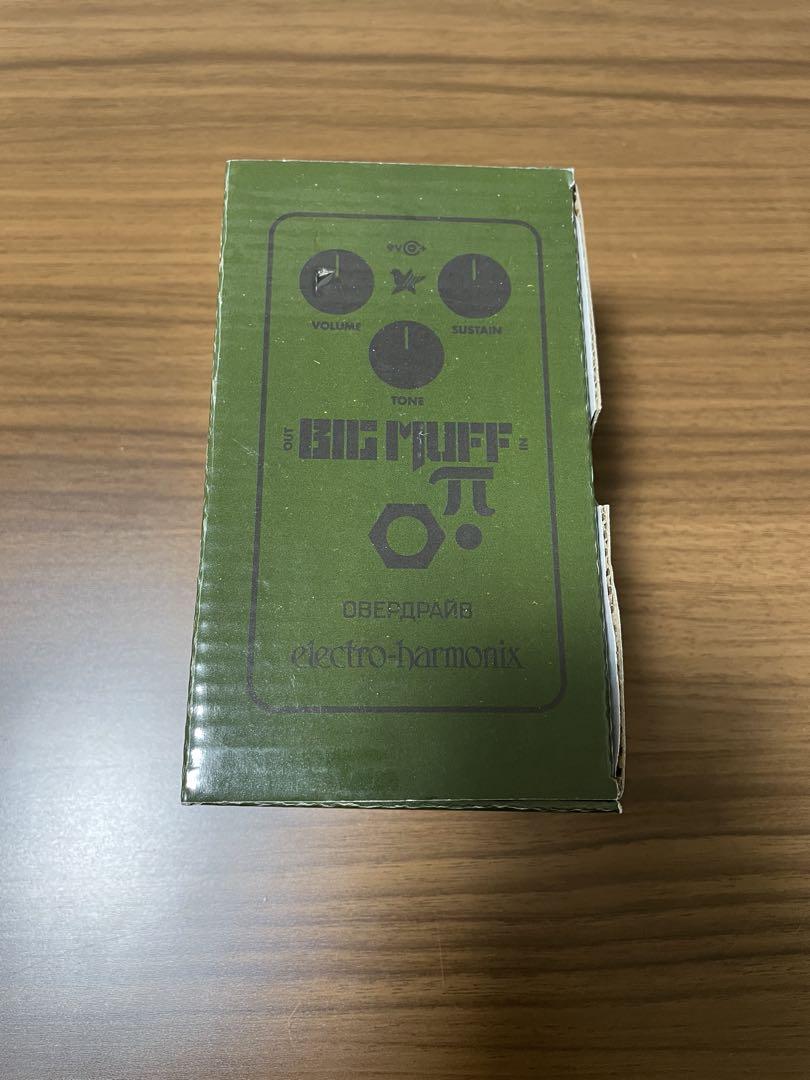 9V
VOLUME
SUSTAIN
TONE
OUT
BIG MUFF
IN
π
ОВЕРДРАЙВ
electro-harmonix